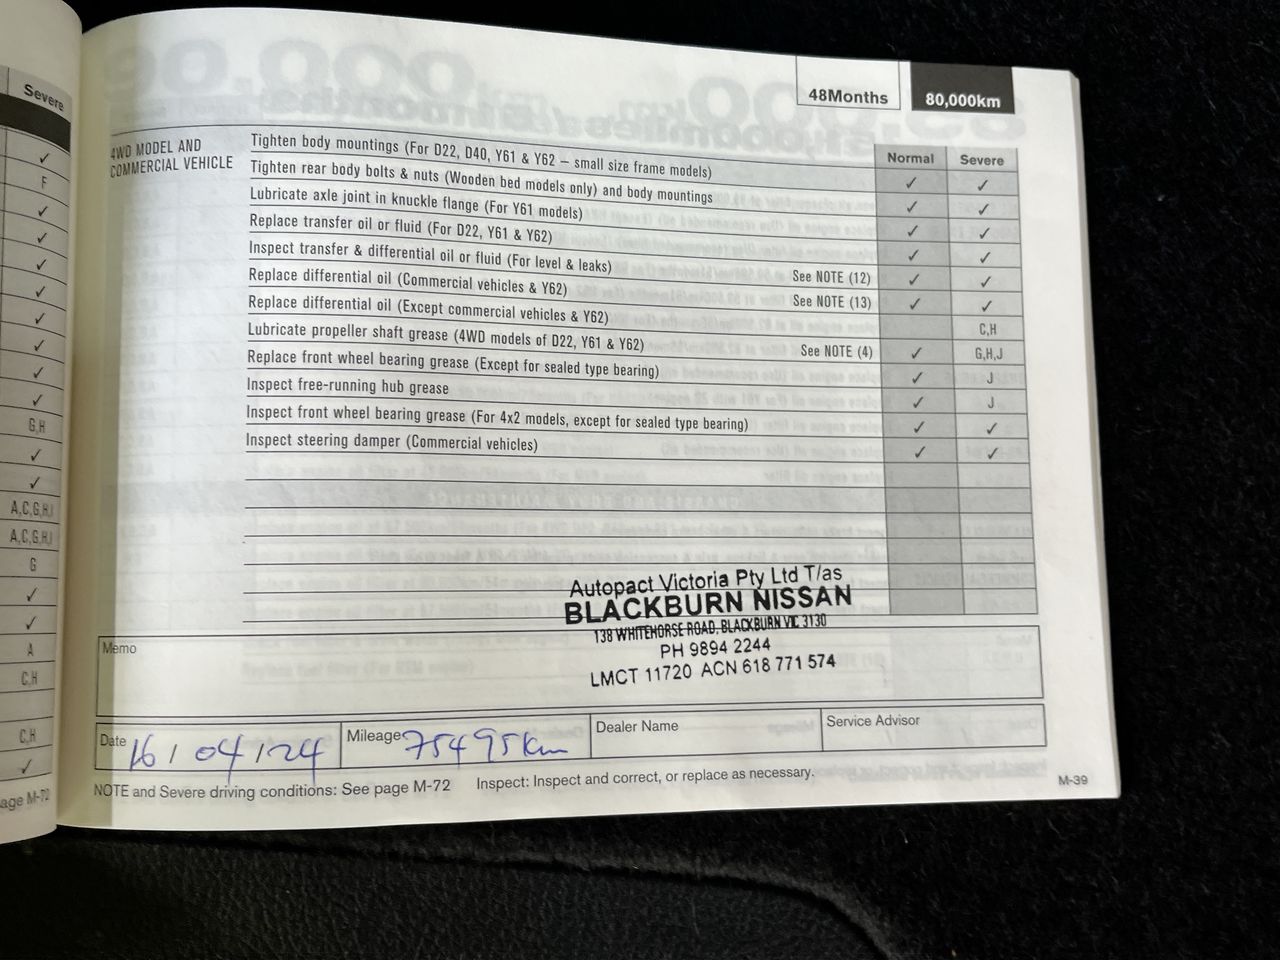 Severe
✓
F
✓
✓
✓
✓
✓
✓
✓
✓
G,H
✓
✓
A,C,G,H,I
A,C,G,H,I
G
✓
✓
A
C,H
C,H
✓
age M-72
48Months 80,000km
4WD MODEL AND
COMMERCIAL VEHICLE
Normal Severe
Tighten body mountings (For D22, D40, Y61 & Y62 – small size frame models) ✓ ✓
Tighten rear body bolts & nuts (Wooden bed models only) and body mountings ✓ ✓
Lubricate axle joint in knuckle flange (For Y61 models) ✓ ✓
Replace transfer oil or fluid (For D22, Y61 & Y62) ✓ ✓
Inspect transfer & differential oil or fluid (For level & leaks) See NOTE (12) ✓ ✓
Replace differential oil (Commercial vehicles & Y62) See NOTE (13) ✓ ✓
Replace differential oil (Except commercial vehicles & Y62) C,H
Lubricate propeller shaft grease (4WD models of D22, Y61 & Y62) See NOTE (4) ✓ G,H,J
Replace front wheel bearing grease (Except for sealed type bearing) ✓ J
Inspect free-running hub grease ✓ J
Inspect front wheel bearing grease (For 4x2 models, except for sealed type bearing) ✓ ✓
Inspect steering damper (Commercial vehicles) ✓ ✓
Autopact Victoria Pty Ltd T/as
BLACKBURN NISSAN
138 WHITEHORSE ROAD, BLACKBURN VIC 3130
PH 9894 2244
LMCT 11720 ACN 618 771 574
Memo
Date 16 / 04 / 24 Mileage 75495km Dealer Name Service Advisor
NOTE and Severe driving conditions: See page M-72 Inspect: Inspect and correct, or replace as necessary.
M-39